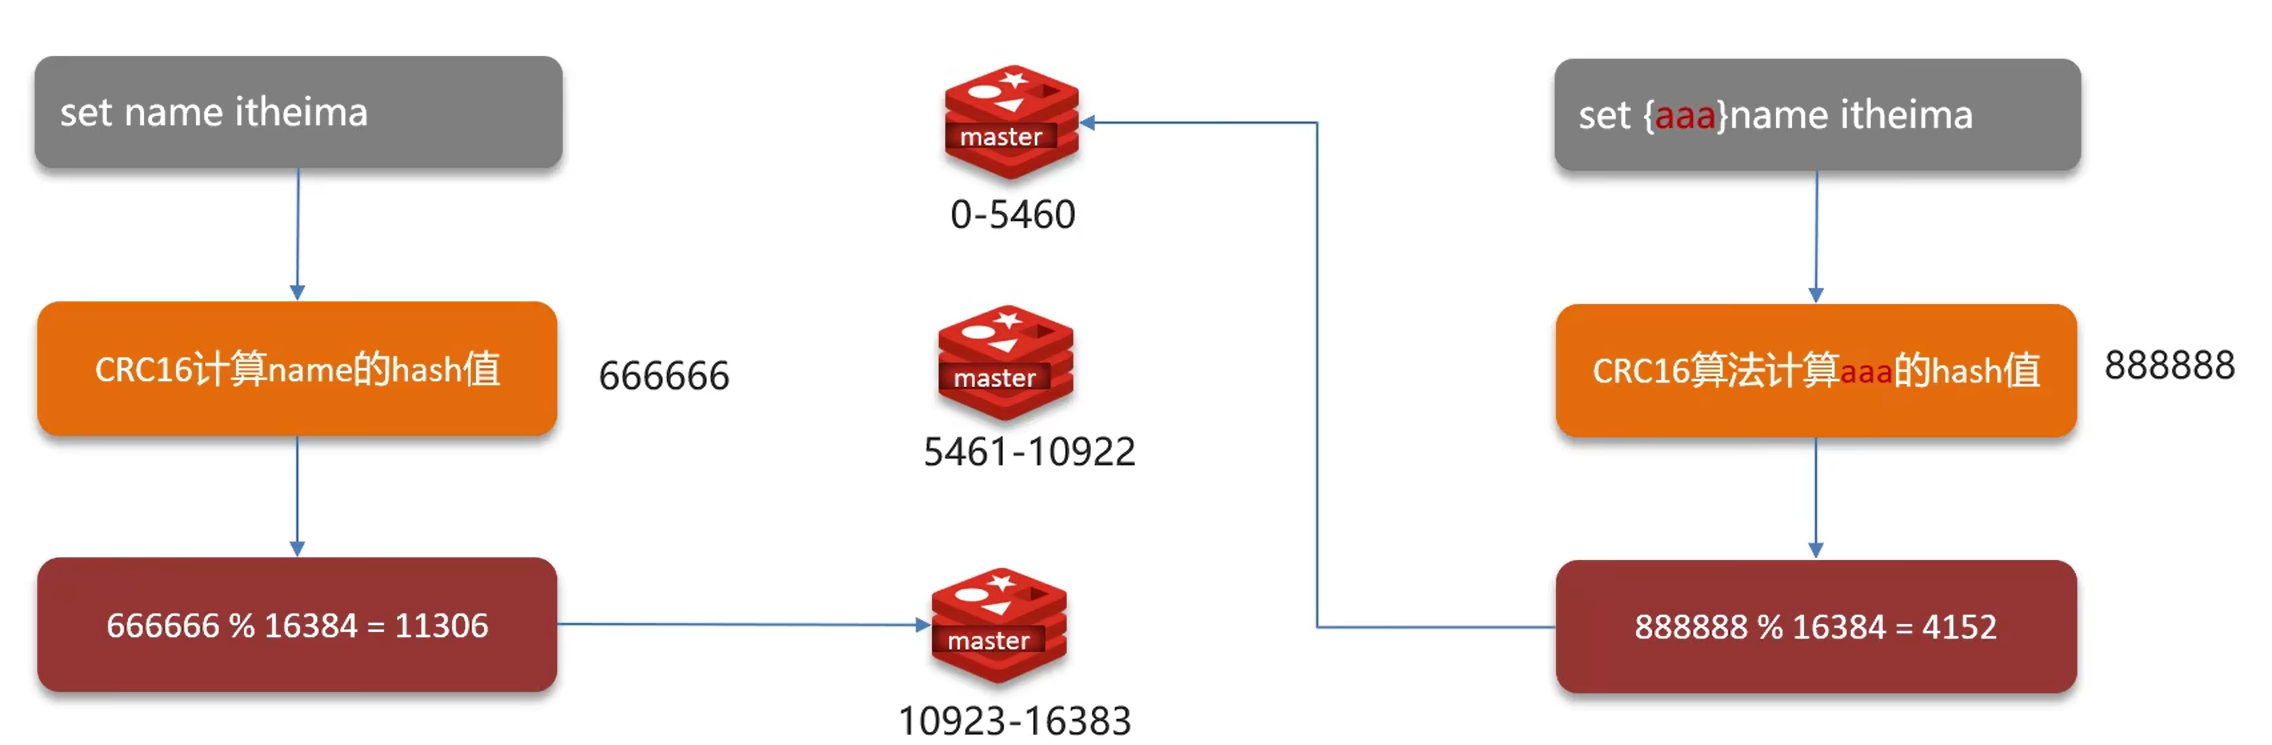 set name itheima
CRC16计算name的hash值
666666
666666 % 16384 = 11306
master
0-5460
master
5461-10922
master
10923-16383
set {aaa}name itheima
CRC16算法计算aaa的hash值
888888
888888 % 16384 = 4152